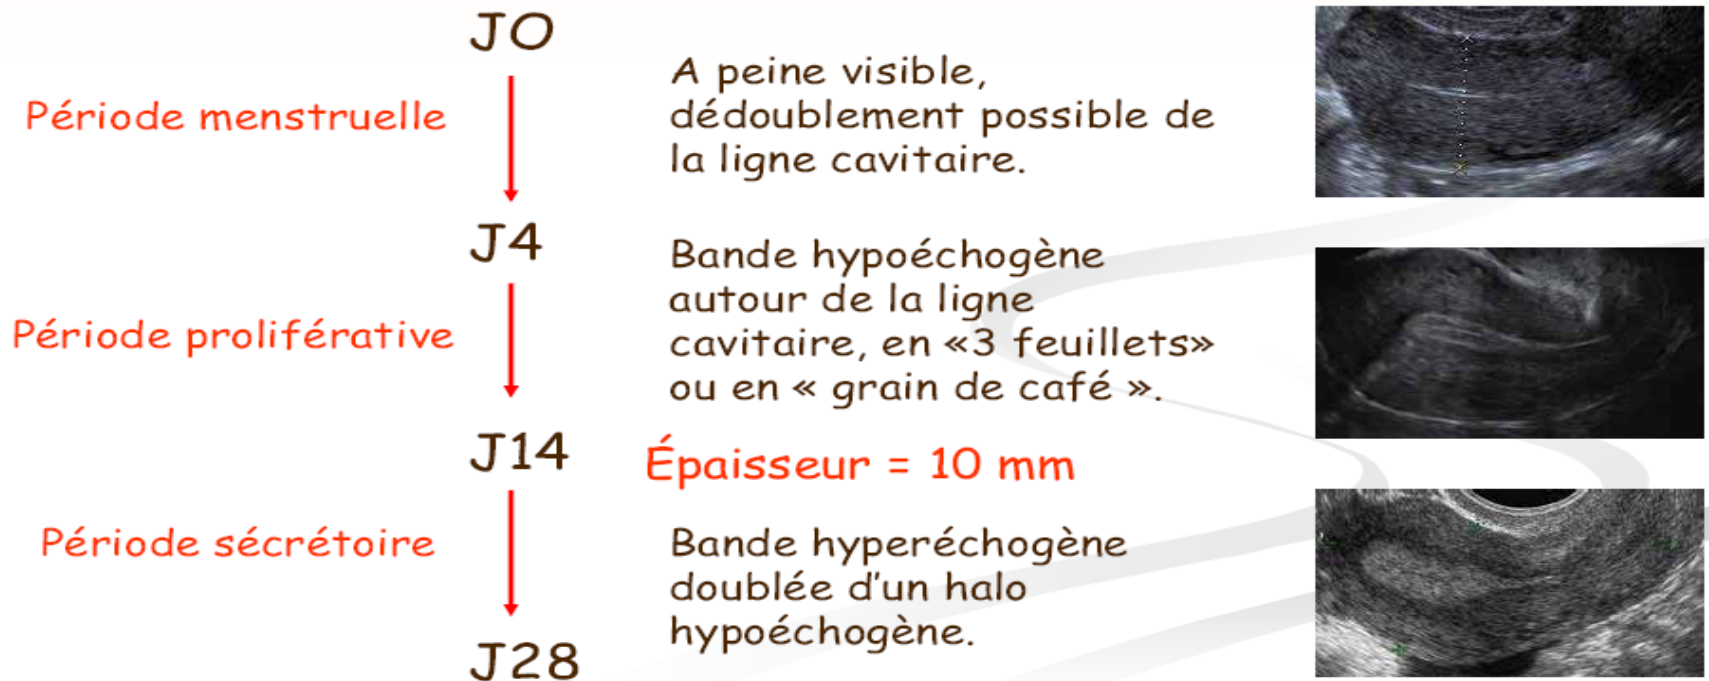 J0
Période menstruelle
A peine visible,
dédoublement possible de
la ligne cavitaire.
J4
Période proliférative
Bande hypoéchogène
autour de la ligne
cavitaire, en «3 feuillets»
ou en « grain de café ».
J14
Épaisseur = 10 mm
Période sécrétoire
Bande hyperéchogène
doublée d'un halo
hypoéchogène.
J28